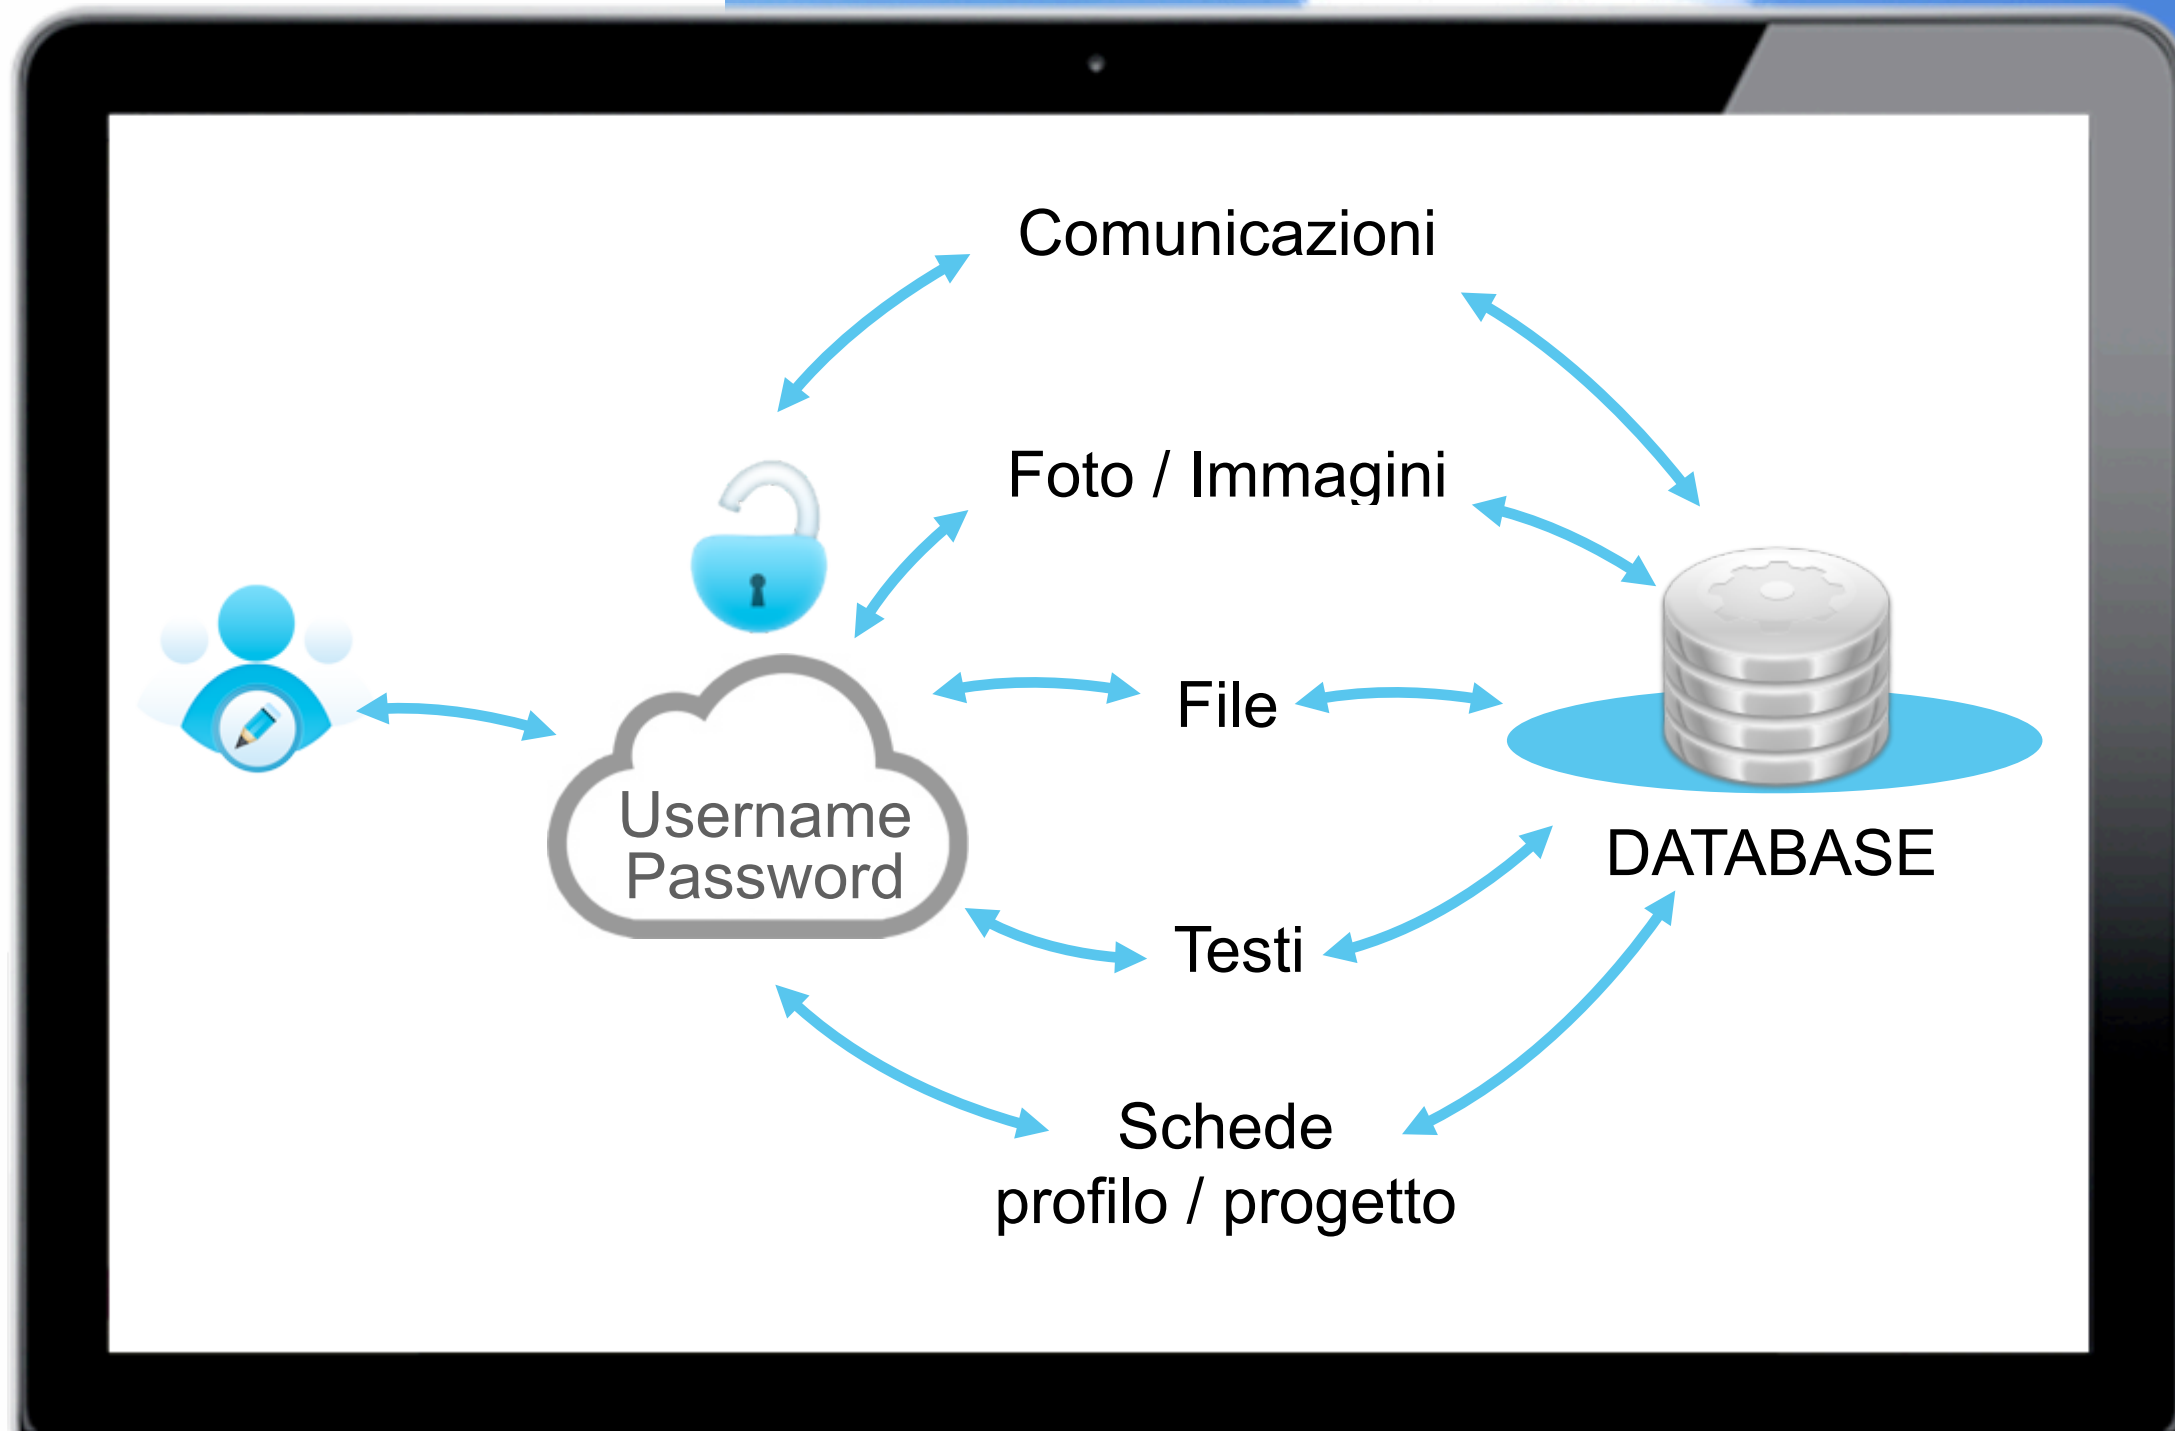 Comunicazioni
Foto / Immagini
File
Username
Password
DATABASE
Testi
Schede
profilo / progetto